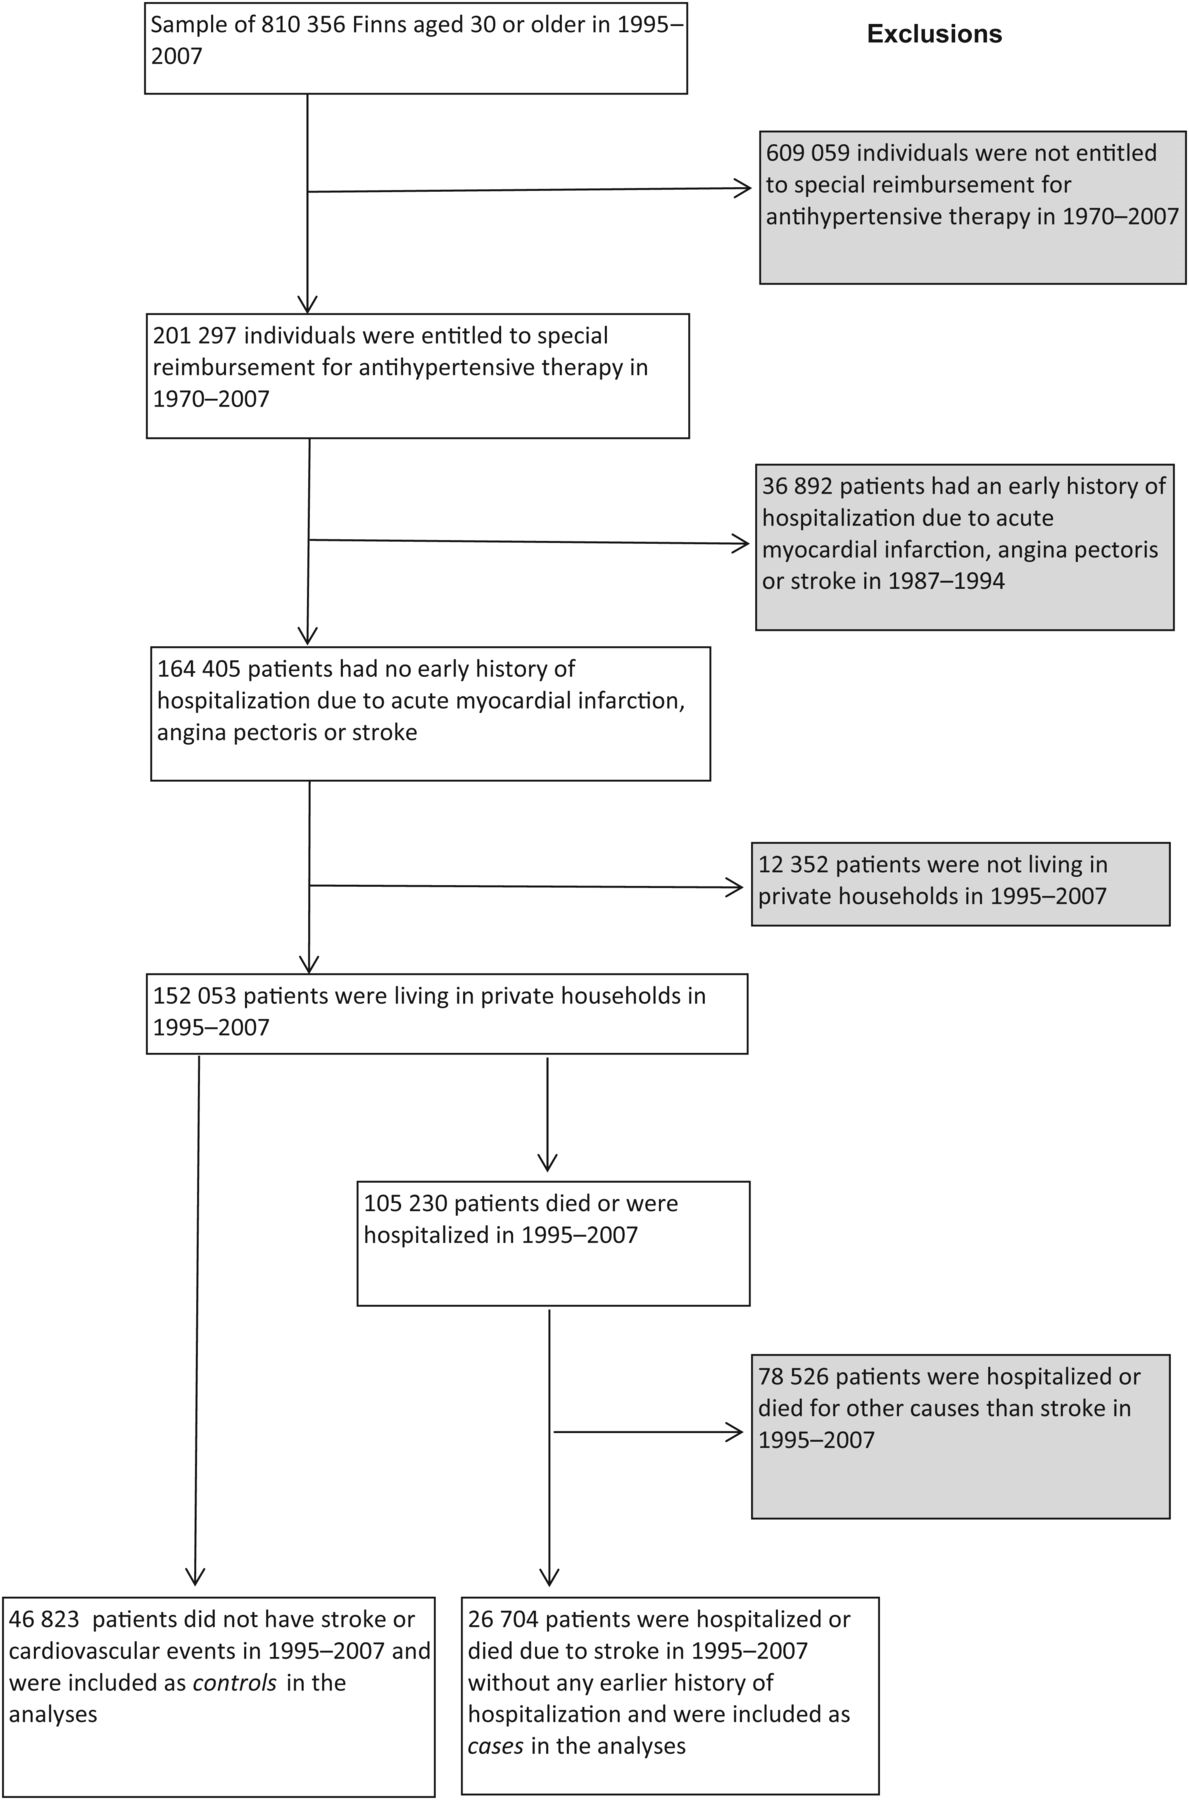 Sample of 810 356 Finns aged 30 or older in 1995–
2007
Exclusions
609 059 individuals were not entitled
to special reimbursement for
antihypertensive therapy in 1970–2007
201 297 individuals were entitled to special
reimbursement for antihypertensive therapy in
1970–2007
36 892 patients had an early history of
hospitalization due to acute
myocardial infarction, angina pectoris
or stroke in 1987–1994
164 405 patients had no early history of
hospitalization due to acute myocardial infarction,
angina pectoris or stroke
12 352 patients were not living in
private households in 1995–2007
152 053 patients were living in private households in
1995–2007
105 230 patients died or were
hospitalized in 1995–2007
78 526 patients were hospitalized or
died for other causes than stroke in
1995–2007
46 823 patients did not have stroke or
cardiovascular events in 1995–2007 and
were included as controls in the
analyses
26 704 patients were hospitalized or
died due to stroke in 1995–2007
without any earlier history of
hospitalization and were included as
cases in the analyses